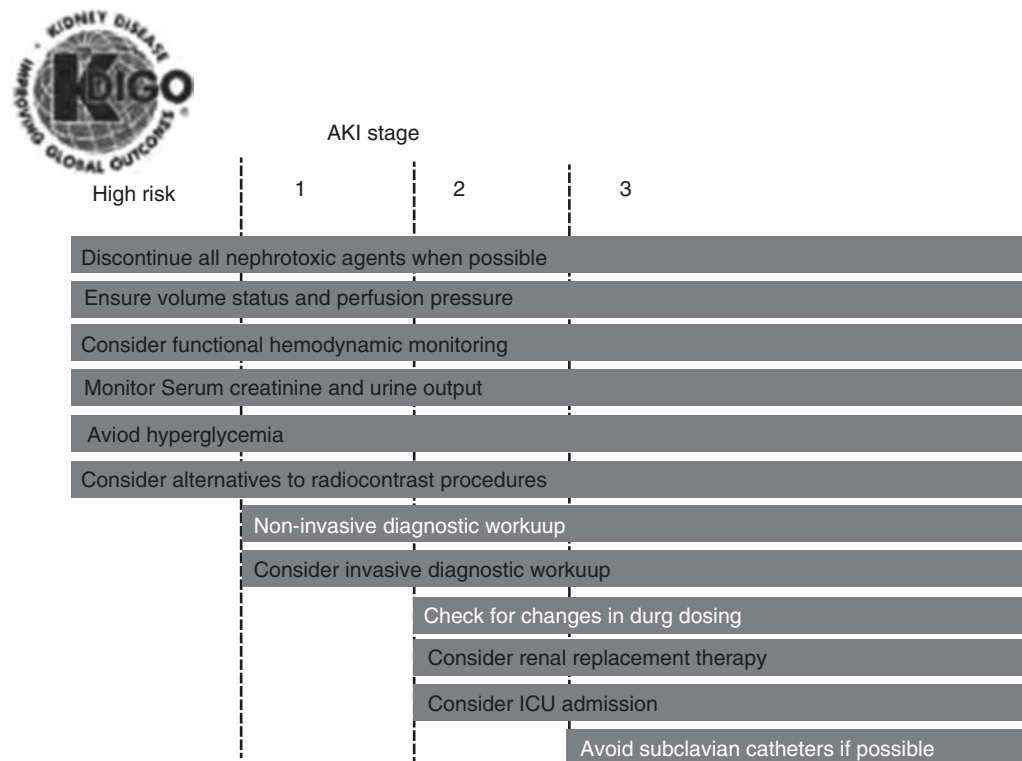 KIDNEY DISEASE
IMPROVING GLOBAL OUTCOMES
KDIGO
®
AKI stage
High risk 1 2 3
Discontinue all nephrotoxic agents when possible
Ensure volume status and perfusion pressure
Consider functional hemodynamic monitoring
Monitor Serum creatinine and urine output
Aviod hyperglycemia
Consider alternatives to radiocontrast procedures
Non-invasive diagnostic workuup
Consider invasive diagnostic workuup
Check for changes in durg dosing
Consider renal replacement therapy
Consider ICU admission
Avoid subclavian catheters if possible